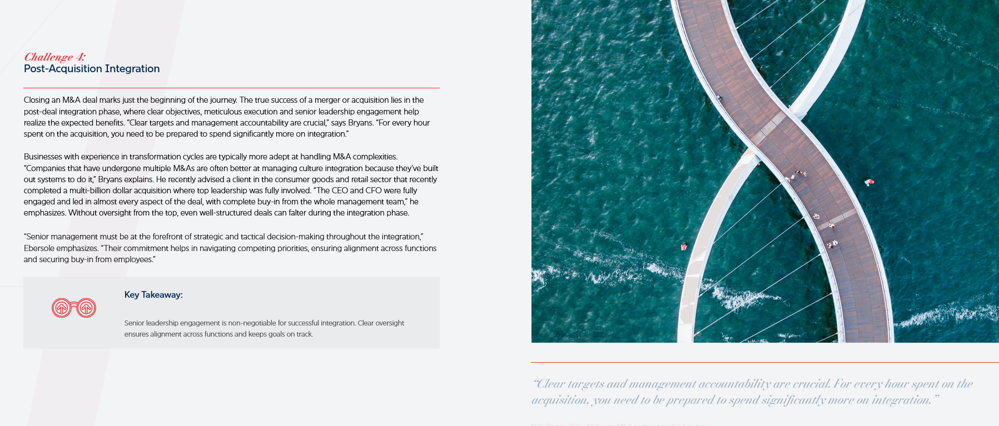 Challenge 4:
Post-Acquisition Integration
Closing an M&A deal marks just the beginning of the journey. The true success of a merger or acquisition lies in the
post-deal integration phase, where clear objectives, meticulous execution and senior leadership engagement help
realize the expected benefits. “Clear targets and management accountability are crucial,” says Bryans. “For every hour
spent on the acquisition, you need to be prepared to spend significantly more on integration.”
Businesses with experience in transformation cycles are typically more adept at handling M&A complexities.
“Companies that have undergone multiple M&As are often better at managing culture integration because they’ve built
out systems to do it,” Bryans explains. He recently advised a client in the consumer goods and retail sector that recently
completed a multi-billion dollar acquisition where top leadership was fully involved. “The CEO and CFO were fully
engaged and led in almost every aspect of the deal, with complete buy-in from the whole management team,” he
emphasizes. Without oversight from the top, even well-structured deals can falter during the integration phase.
“Senior management must be at the forefront of strategic and tactical decision-making throughout the integration,”
Ebersole emphasizes. “Their commitment helps in navigating competing priorities, ensuring alignment across functions
and securing buy-in from employees.”
Key Takeaway:
Senior leadership engagement is non-negotiable for successful integration. Clear oversight
ensures alignment across functions and keeps goals on track.
“Clear targets and management accountability are crucial. For every hour spent on the
acquisition, you need to be prepared to spend significantly more on integration.”